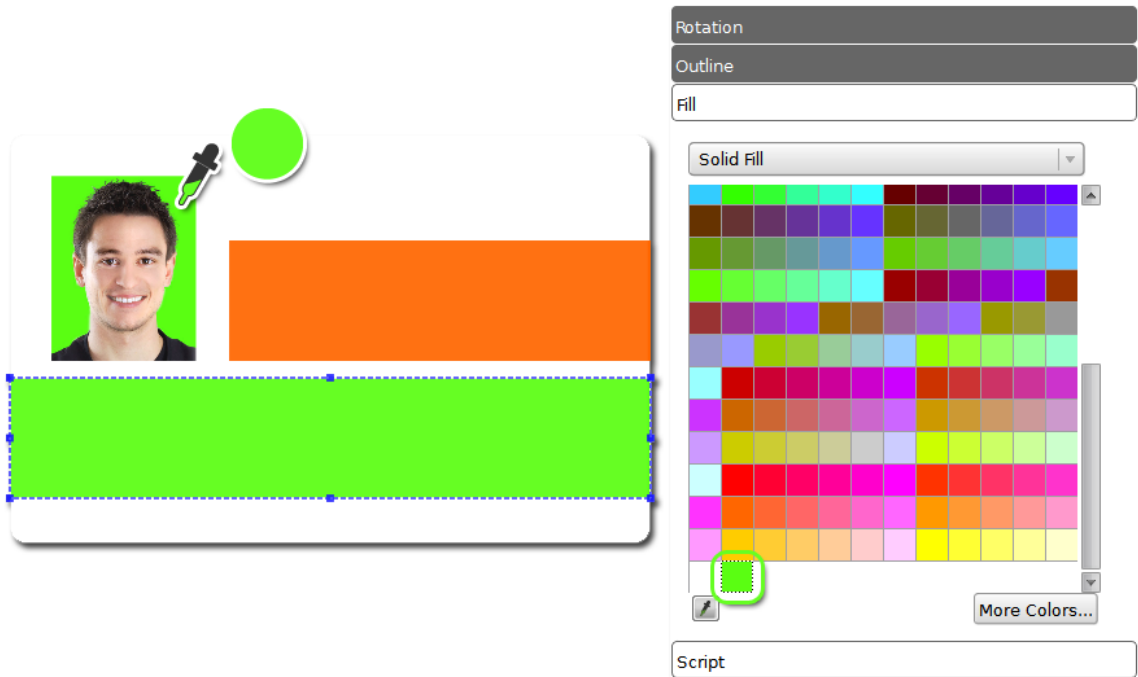 Rotation
Outline
Fill
Solid Fill
More Colors...
Script